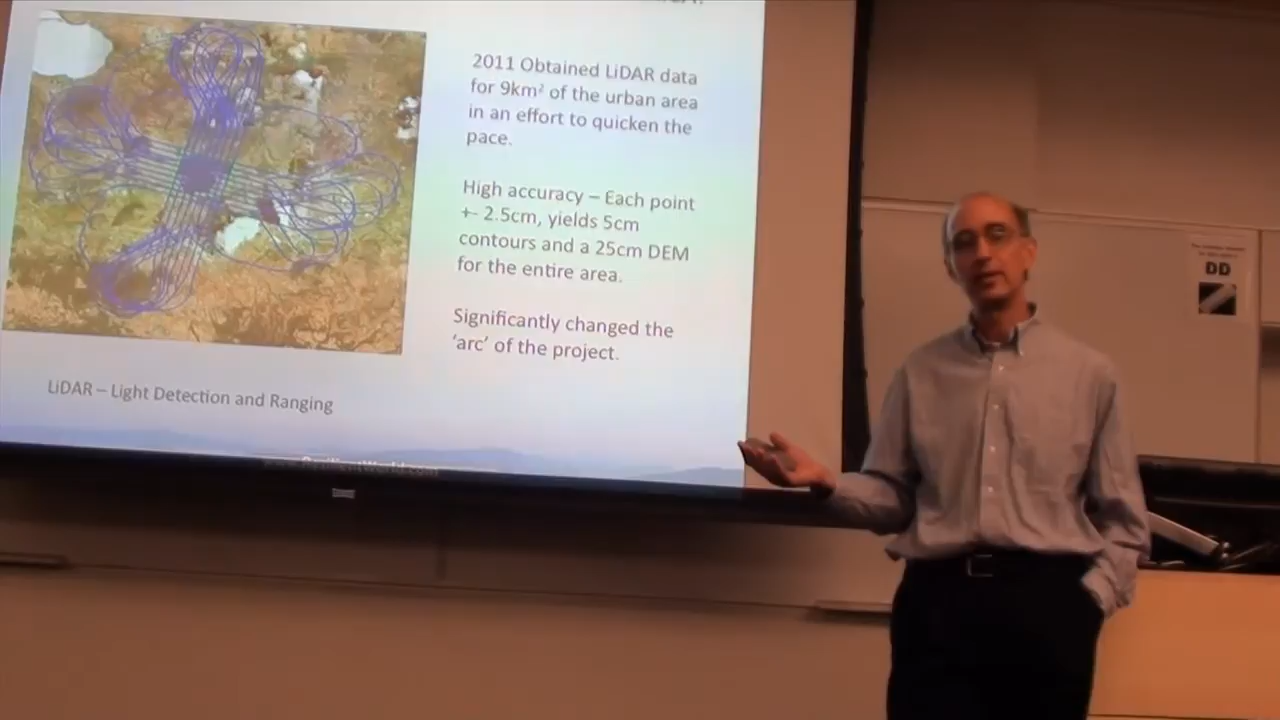 2011 Obtained LiDAR data
for 9km² of the urban area
in an effort to quicken the
pace.
High accuracy – Each point
+- 2.5cm, yields 5cm
contours and a 25cm DEM
for the entire area.
Significantly changed the
‘arc’ of the project.
LiDAR – Light Detection and Ranging
DD